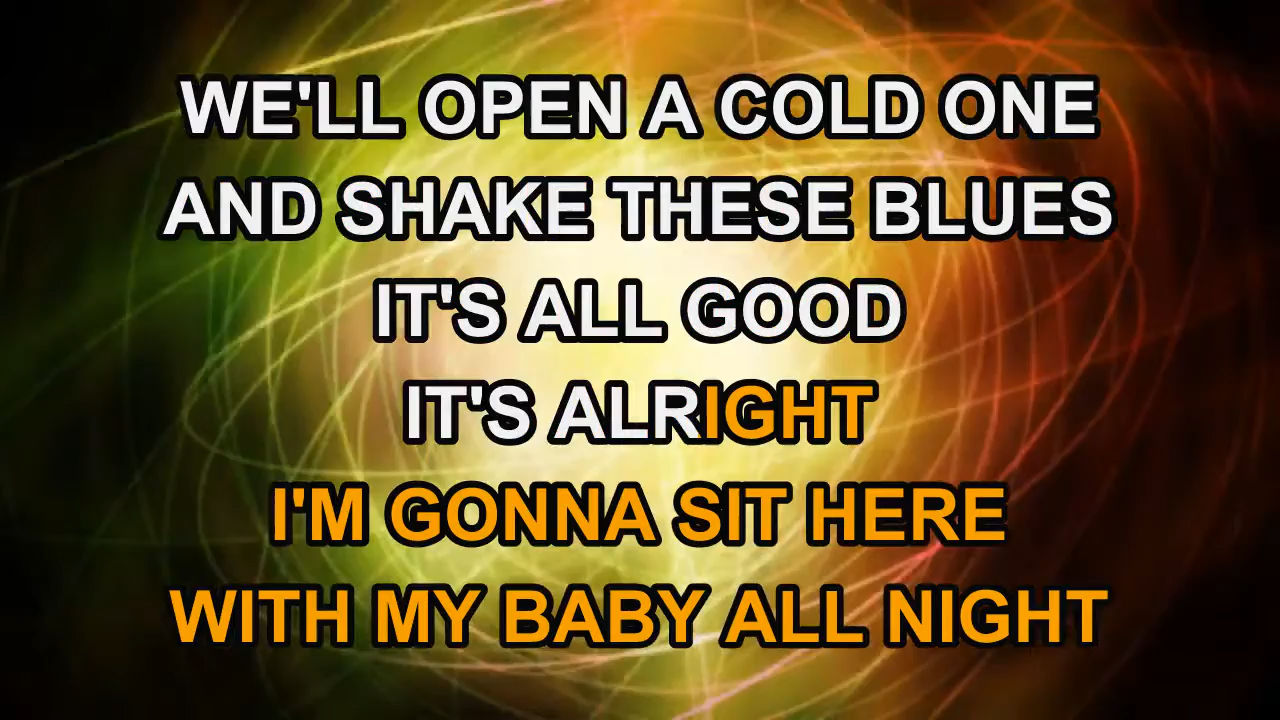 WE'LL OPEN A COLD ONE
AND SHAKE THESE BLUES
IT'S ALL GOOD
IT'S ALRIGHT
I'M GONNA SIT HERE
WITH MY BABY ALL NIGHT